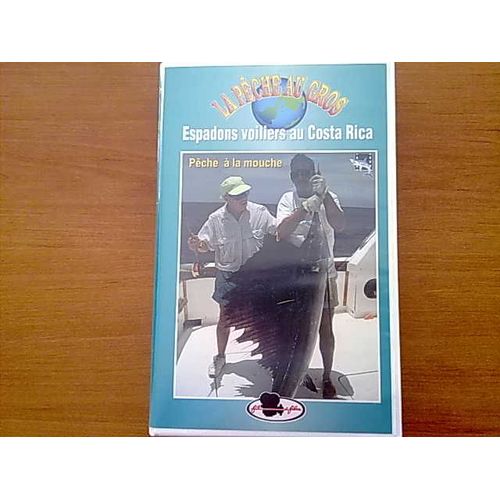 LA PÊCHE AU GROS
Espadons voiliers au Costa Rica
Pêche à la mouche